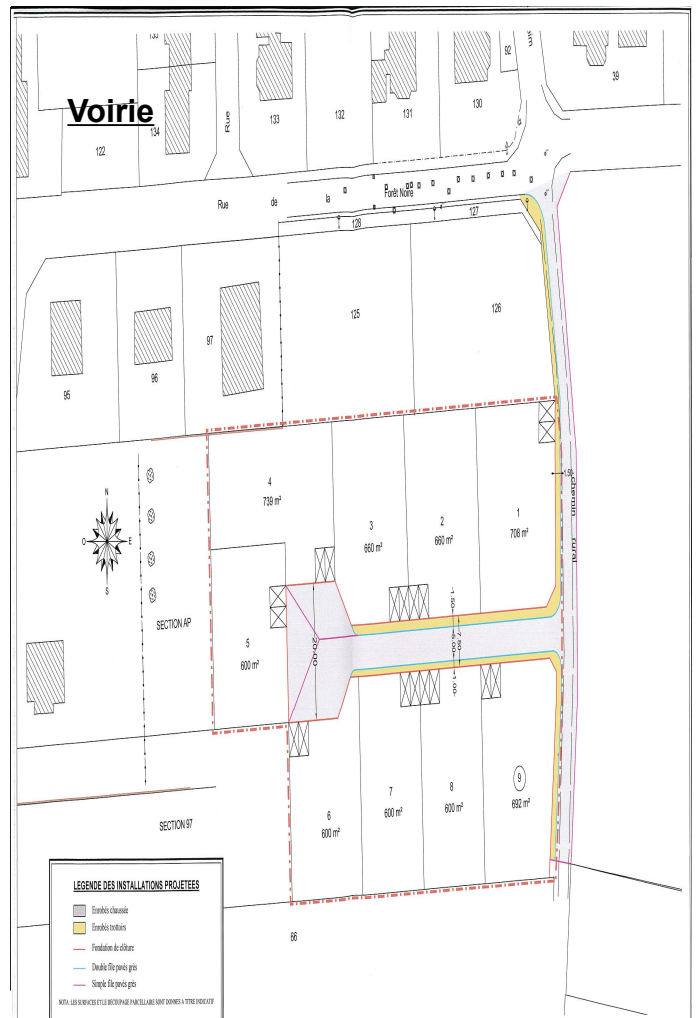 Voirie
133
92
39
122
134
Rue
133
132
131
130
Rue de la Forêt Noire
128
127
125
126
97
96
95
N
O
E
S
4
739 m²
3
660 m²
2
660 m²
1
708 m²
1.50
chemin rural
SECTION AP
5
600 m²
20.00
1.50
7.50
5.00
1.00
6
600 m²
7
600 m²
8
600 m²
9
692 m²
SECTION 97
66
LEGENDE DES INSTALLATIONS PROJETEES
Enrobés chaussée
Enrobés trottoirs
Fondation de clôture
Double file pavés grès
Simple file pavés grès
NOTA: LES SURFACES ET LE DECOUPAGE PARCELLAIRE SONT DONNES A TITRE INDICATIF